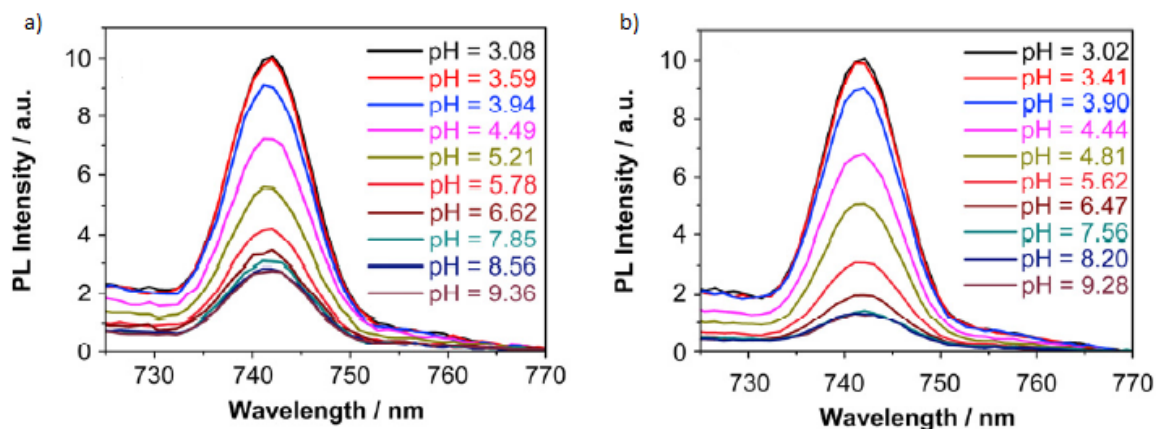 a)
pH = 3.08
pH = 3.59
pH = 3.94
pH = 4.49
pH = 5.21
pH = 5.78
pH = 6.62
pH = 7.85
pH = 8.56
pH = 9.36
PL Intensity / a.u.
10
8
6
4
2
0
730 740 750 760 770
Wavelength / nm
b)
pH = 3.02
pH = 3.41
pH = 3.90
pH = 4.44
pH = 4.81
pH = 5.62
pH = 6.47
pH = 7.56
pH = 8.20
pH = 9.28
PL Intensity / a.u.
10
8
6
4
2
0
730 740 750 760 770
Wavelength / nm